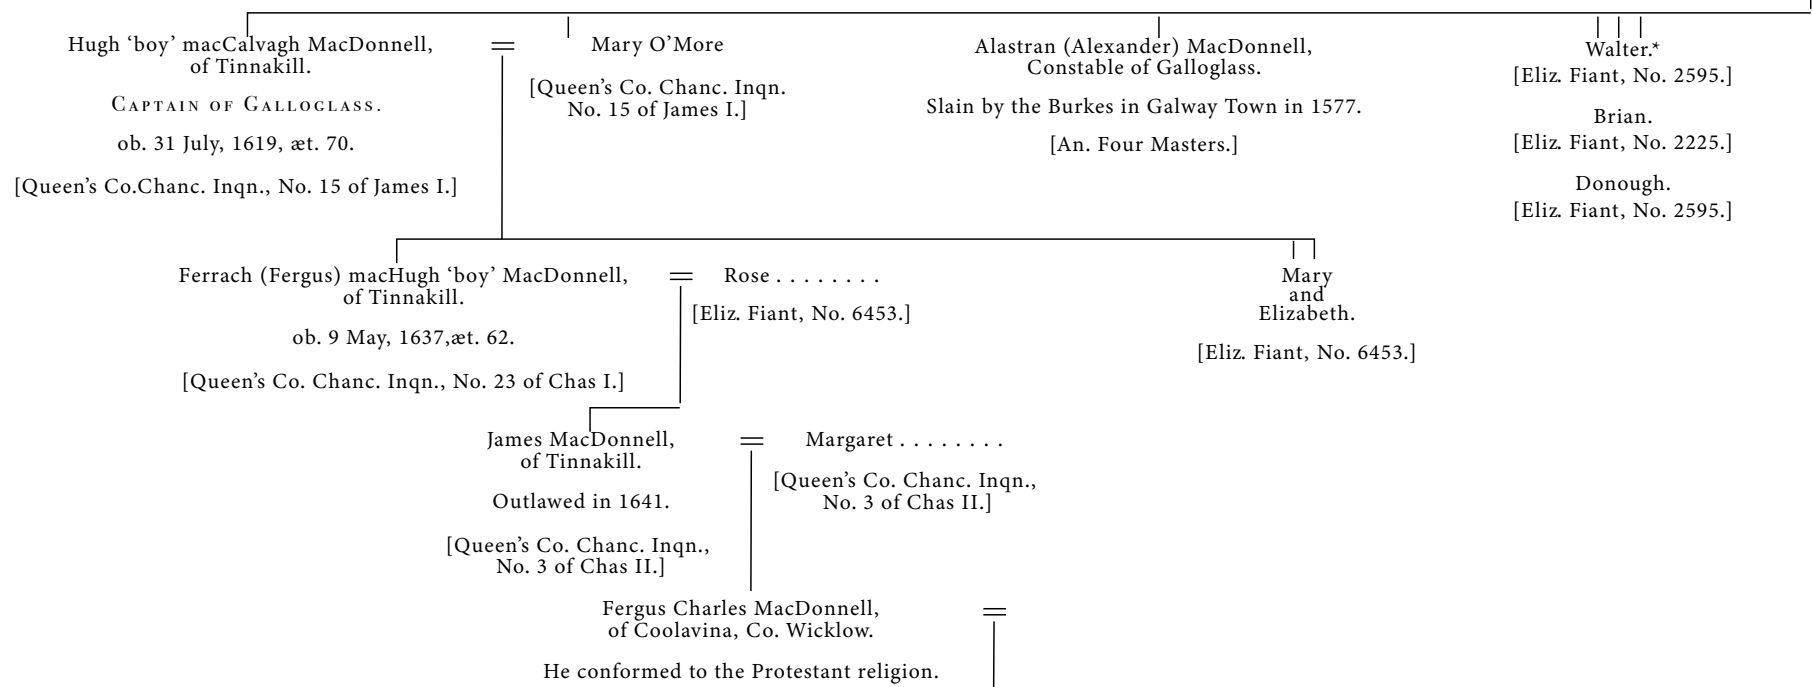 Hugh ‘boy’ macCalvagh MacDonnell,
of Tinnakill.
Captain of Galloglass.
ob. 31 July, 1619, æt. 70.
[Queen’s Co.Chanc. Inqn., No. 15 of James I.]
=
Mary O’More
[Queen’s Co. Chanc. Inqn.
No. 15 of James I.]
Alastran (Alexander) MacDonnell,
Constable of Galloglass.
Slain by the Burkes in Galway Town in 1577.
[An. Four Masters.]
Walter.*
[Eliz. Fiant, No. 2595.]
Brian.
[Eliz. Fiant, No. 2225.]
Donough.
[Eliz. Fiant, No. 2595.]
Ferrach (Fergus) macHugh ‘boy’ MacDonnell,
of Tinnakill.
ob. 9 May, 1637,æt. 62.
[Queen’s Co. Chanc. Inqn., No. 23 of Chas I.]
=
Rose . . . . . . . .
[Eliz. Fiant, No. 6453.]
Mary
and
Elizabeth.
[Eliz. Fiant, No. 6453.]
James MacDonnell,
of Tinnakill.
Outlawed in 1641.
[Queen’s Co. Chanc. Inqn.,
No. 3 of Chas II.]
=
Margaret . . . . . . . .
[Queen’s Co. Chanc. Inqn.,
No. 3 of Chas II.]
Fergus Charles MacDonnell,
of Coolavina, Co. Wicklow.
He conformed to the Protestant religion.
=